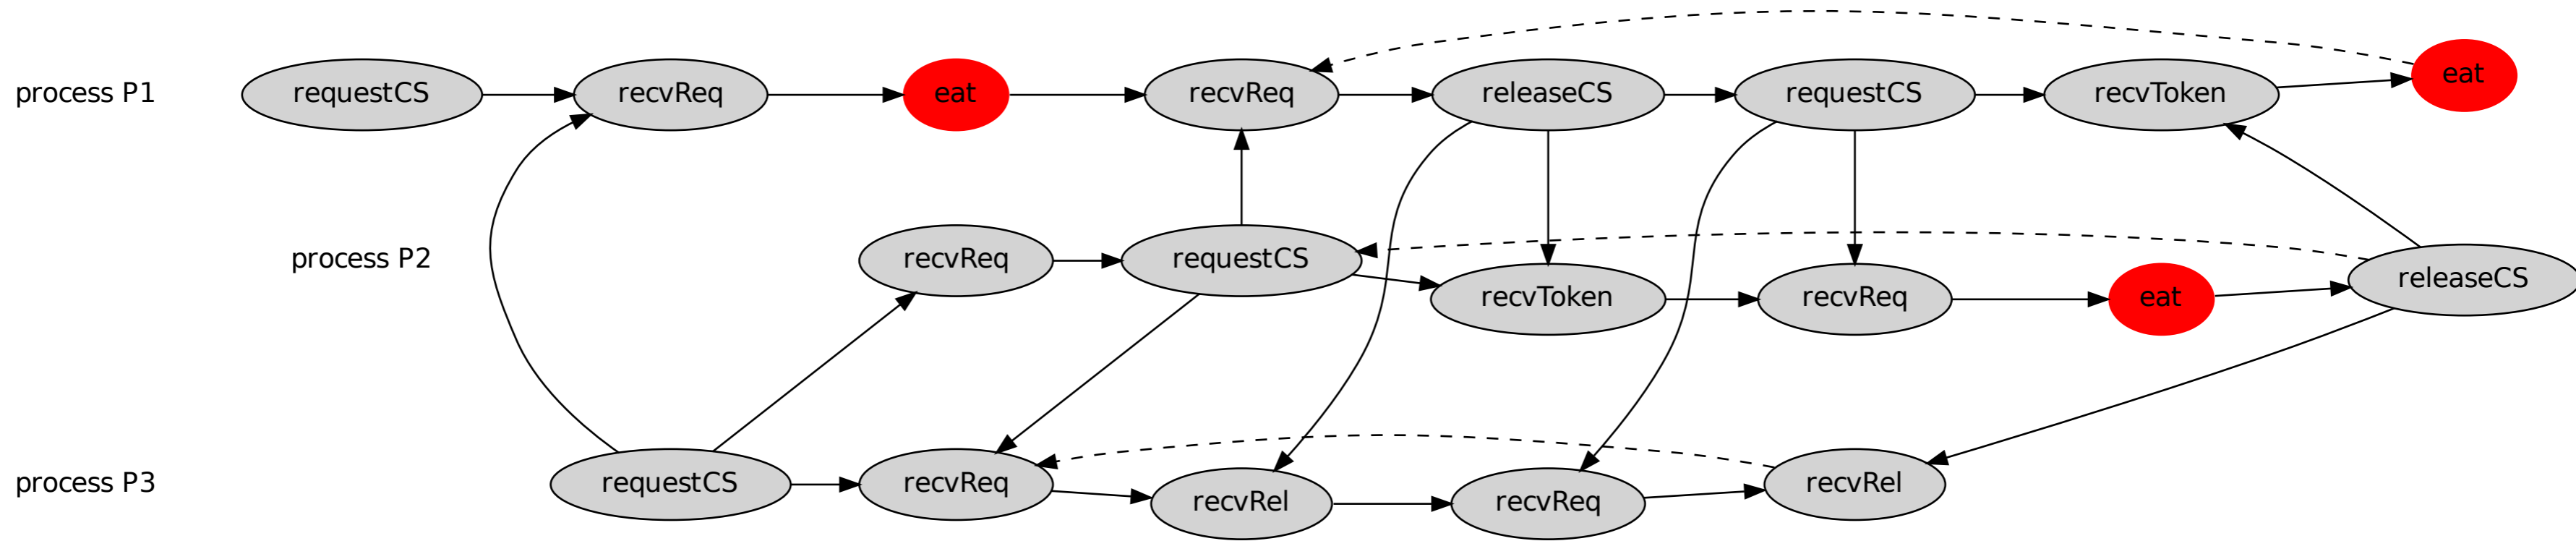 process P1 requestCS recvReq eat recvReq releaseCS requestCS recvToken eat
process P2 recvReq requestCS recvToken recvReq eat releaseCS
process P3 requestCS recvReq recvRel recvReq recvRel